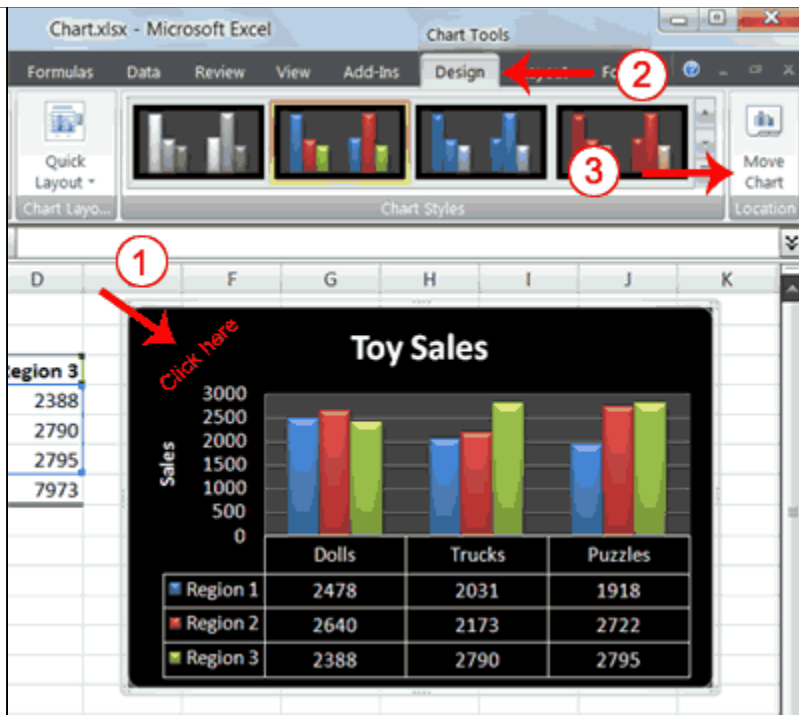 Chart.xlsx - Microsoft Excel
Chart Tools
Formulas Data Review View Add-Ins Design 2
Quick Layout
Move Chart
3
Chart Layo... Chart Styles Location
1
D F G H I J K
Click here
Toy Sales
egion 3
2388
2790
2795
7973
Sales
3000
2500
2000
1500
1000
500
0
Dolls Trucks Puzzles
Region 1 2478 2031 1918
Region 2 2640 2173 2722
Region 3 2388 2790 2795